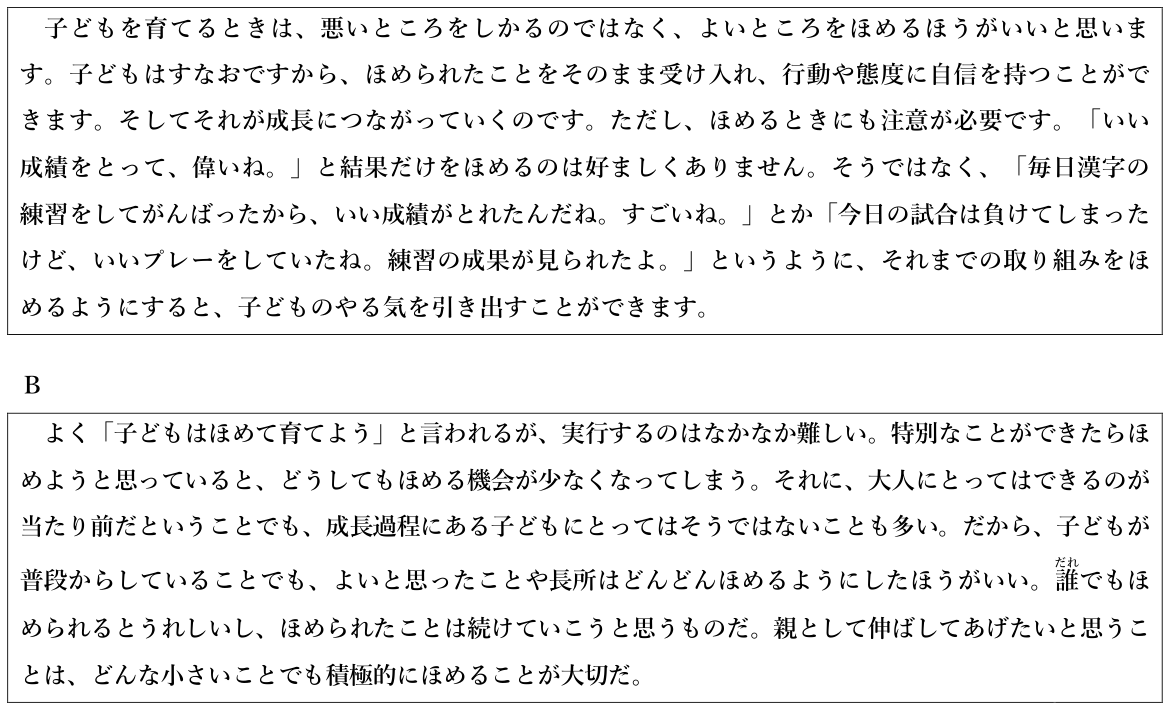 子どもを育てるときは、悪いところをしかるのではなく、よいところをほめるほうがいいと思いま
す。子どもはすなおですから、ほめられたことをそのまま受け入れ、行動や態度に自信を持つことがで
きます。そしてそれが成長につながっていくのです。ただし、ほめるときにも注意が必要です。「いい
成績をとって、偉いね。」と結果だけをほめるのは好ましくありません。そうではなく、「毎日漢字の
練習をしてがんばったから、いい成績がとれたんだね。すごいね。」とか「今日の試合は負けてしまった
けど、いいプレーをしていたね。練習の成果が見られたよ。」というように、それまでの取り組みをほ
めるようにすると、子どものやる気を引き出すことができます。
B
よく「子どもはほめて育てよう」と言われるが、実行するのはなかなか難しい。特別なことができたらほ
めようと思っていると、どうしてもほめる機会が少なくなってしまう。それに、大人にとってはできるのが
当たり前だということでも、成長過程にある子どもにとってはそうではないことも多い。だから、子どもが
普段からしていることでも、よいと思ったことや長所はどんどんほめるようにしたほうがいい。誰でもほ
められるとうれしいし、ほめられたことは続けていこうと思うものだ。親として伸ばしてあげたいと思うこ
とは、どんな小さいことでも積極的にほめることが大切だ。